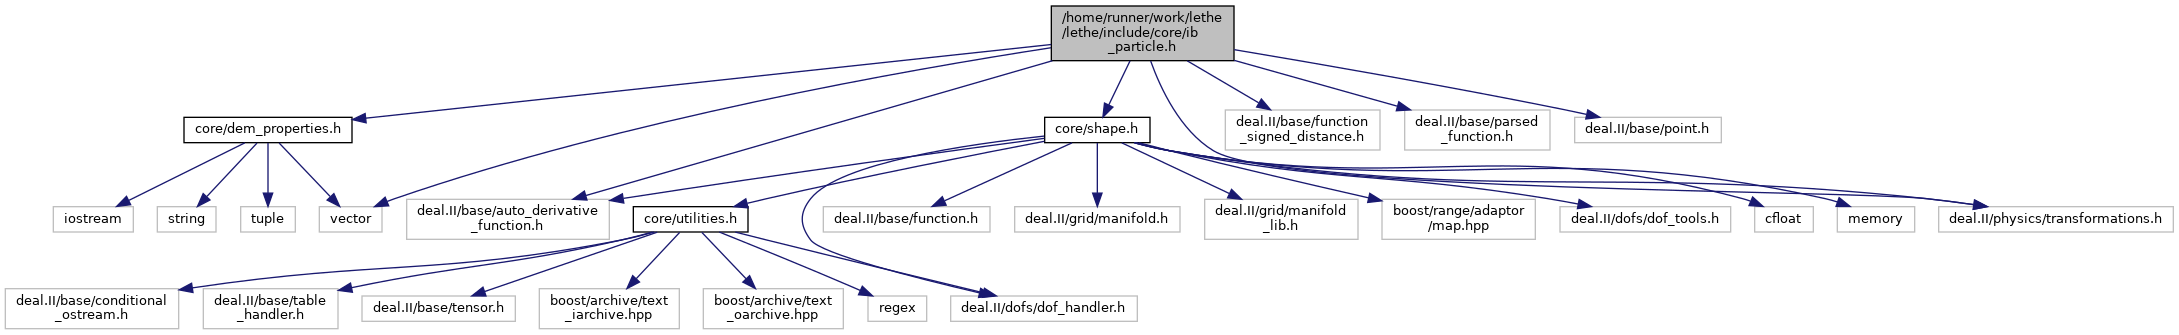 /home/runner/work/lethe
/lethe/include/core/ib
_particle.h
core/dem_properties.h
core/shape.h
deal.II/base/function
_signed_distance.h
deal.II/base/parsed
_function.h
deal.II/base/point.h
iostream
string
tuple
vector
deal.II/base/auto_derivative
_function.h
core/utilities.h
deal.II/base/function.h
deal.II/grid/manifold.h
deal.II/grid/manifold
_lib.h
boost/range/adaptor
/map.hpp
deal.II/dofs/dof_tools.h
cfloat
memory
deal.II/physics/transformations.h
deal.II/base/conditional
_ostream.h
deal.II/base/table
_handler.h
deal.II/base/tensor.h
boost/archive/text
_iarchive.hpp
boost/archive/text
_oarchive.hpp
regex
deal.II/dofs/dof_handler.h